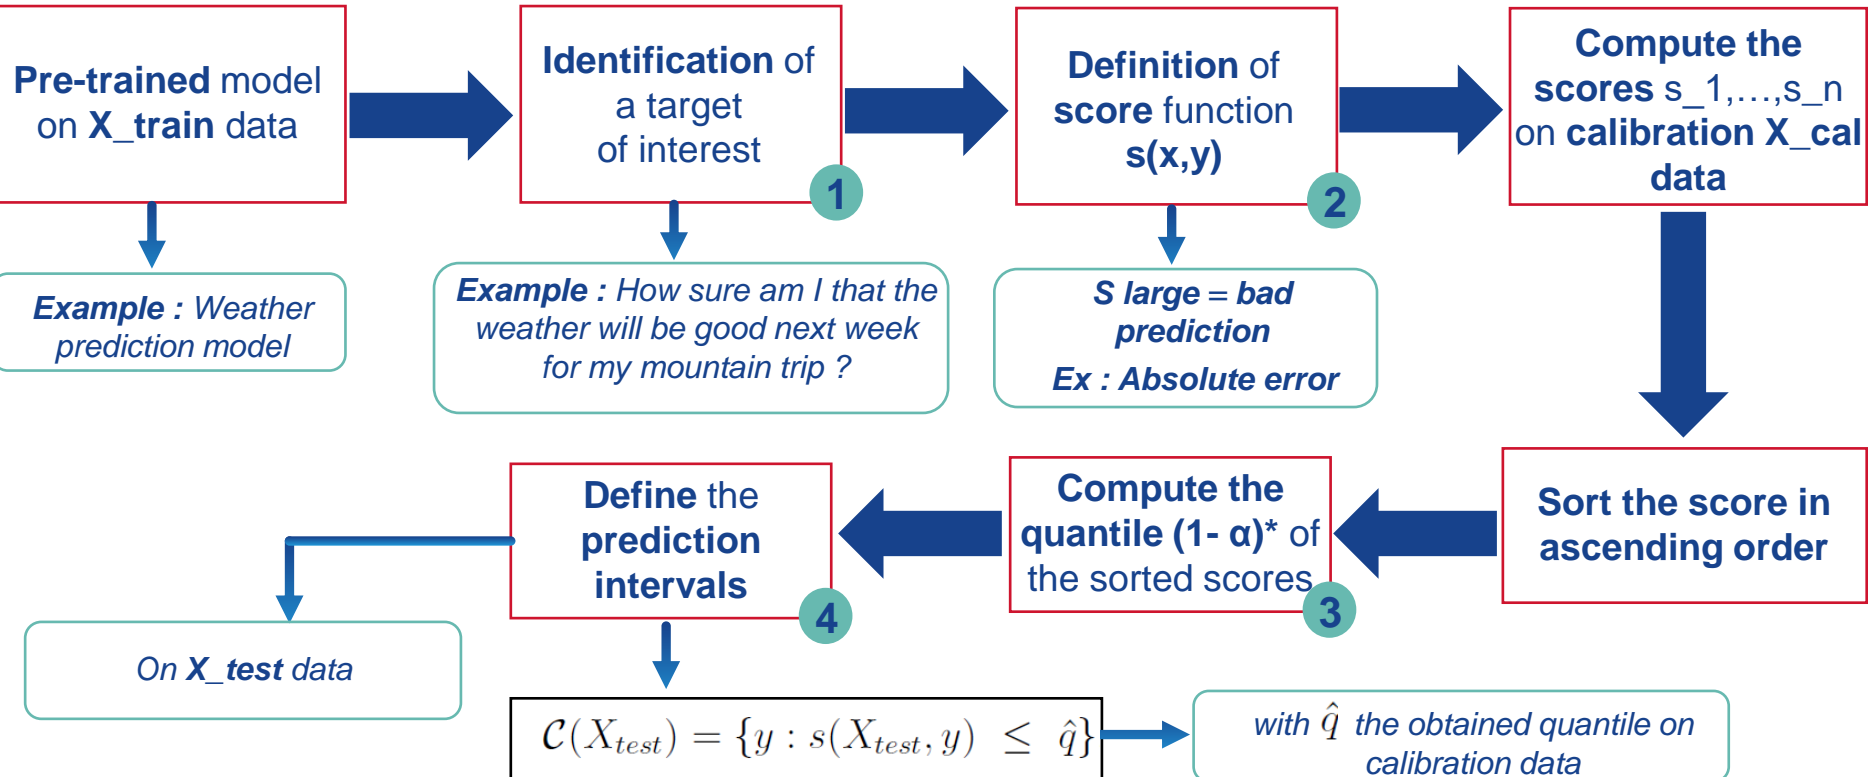 Pre-trained model
on X_train data
Identification of
a target
of interest
1
Definition of
score function
s(x,y)
2
Compute the
scores s_1,…,s_n
on calibration X_cal
data
Example : Weather
prediction model
Example : How sure am I that the
weather will be good next week
for my mountain trip ?
S large = bad
prediction
Ex : Absolute error
Sort the score in
ascending order
Compute the
quantile (1- α)* of
the sorted scores
3
Define the
prediction
intervals
4
On X_test data
𝒞(X_{test}) = {y : s(X_{test}, y) ≤ q̂}
with q̂ the obtained quantile on
calibration data